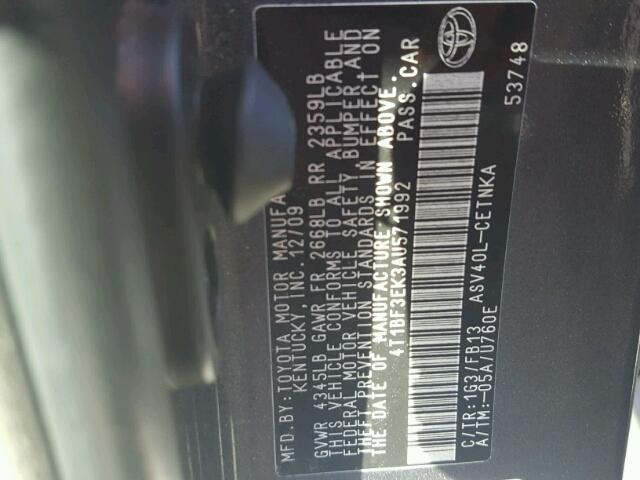 MFD. BY: TOYOTA MOTOR MANUFA
KENTUCKY, INC. 12/09
GVWR 4345LB GAWR FR 2668LB RR 2359LB
THIS VEHICLE CONFORMS TO ALL APPLICABLE
FEDERAL MOTOR VEHICLE SAFETY, BUMPER AND
THEFT PREVENTION STANDARDS IN EFFECT ON
THE DATE OF MANUFACTURE SHOWN ABOVE.
4T1BF3EK3AU571992 PASS.CAR
C/TR:1G3/FB13 ASV40L-CETNKA
A/TM:-05A/U760E
53748